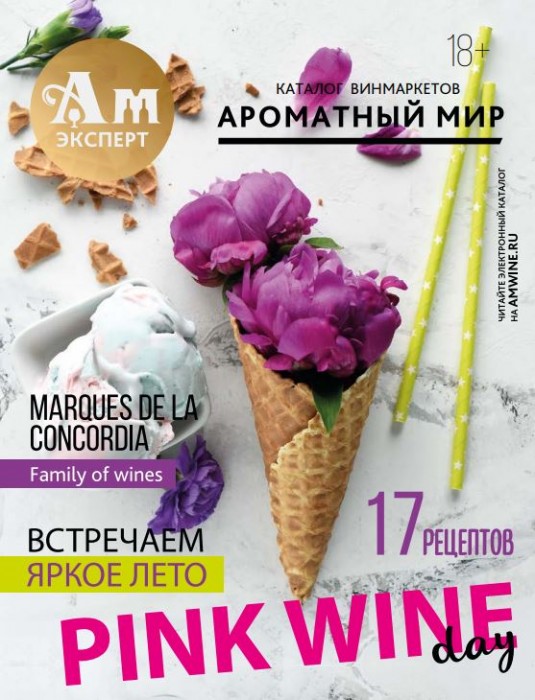 Ам
ЭКСПЕРТ
18+
КАТАЛОГ ВИНМАРКЕТОВ
АРОМАТНЫЙ МИР
ЧИТАЙТЕ ЭЛЕКТРОННЫЙ КАТАЛОГ
НА AMWINE.RU
MARQUES DE LA
CONCORDIA
Family of wines
ВСТРЕЧАЕМ
ЯРКОЕ ЛЕТО
17 РЕЦЕПТОВ
PINK WINE
day